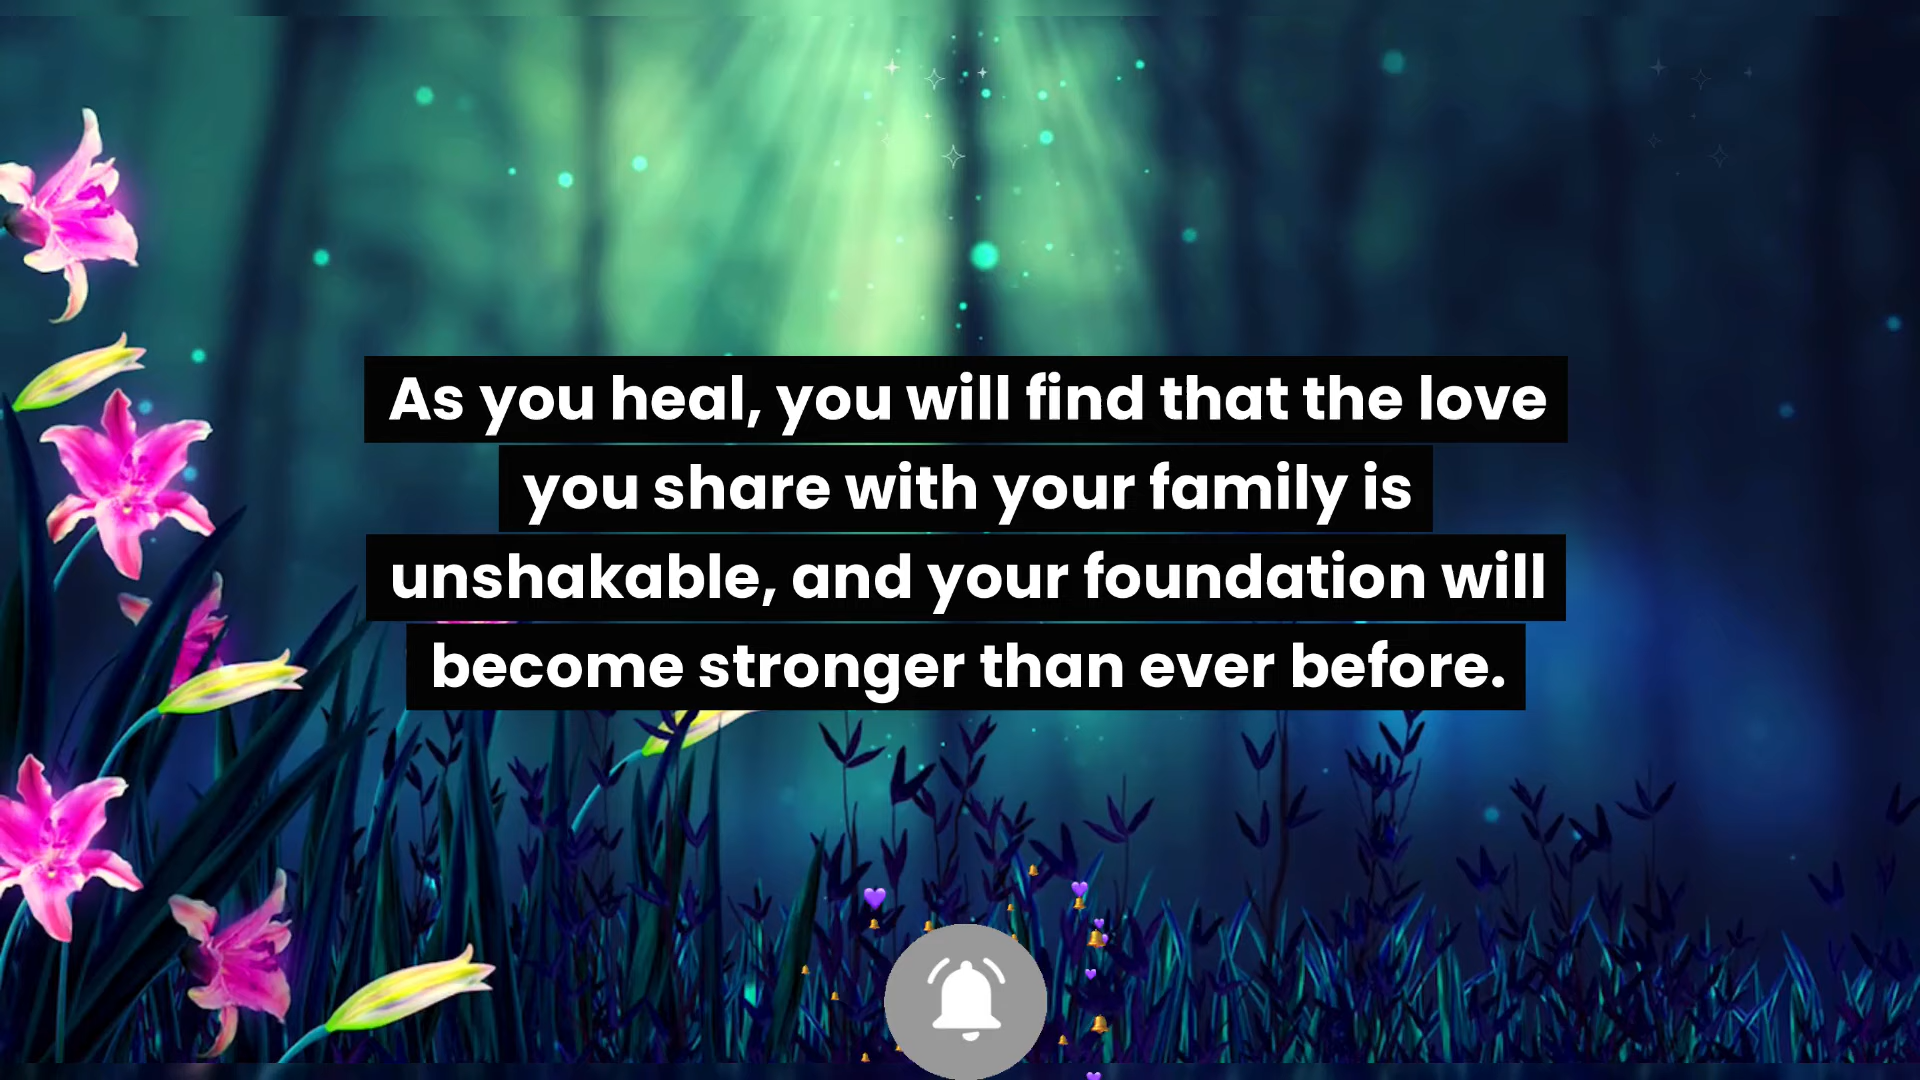 As you heal, you will find that the love
you share with your family is
unshakable, and your foundation will
become stronger than ever before.